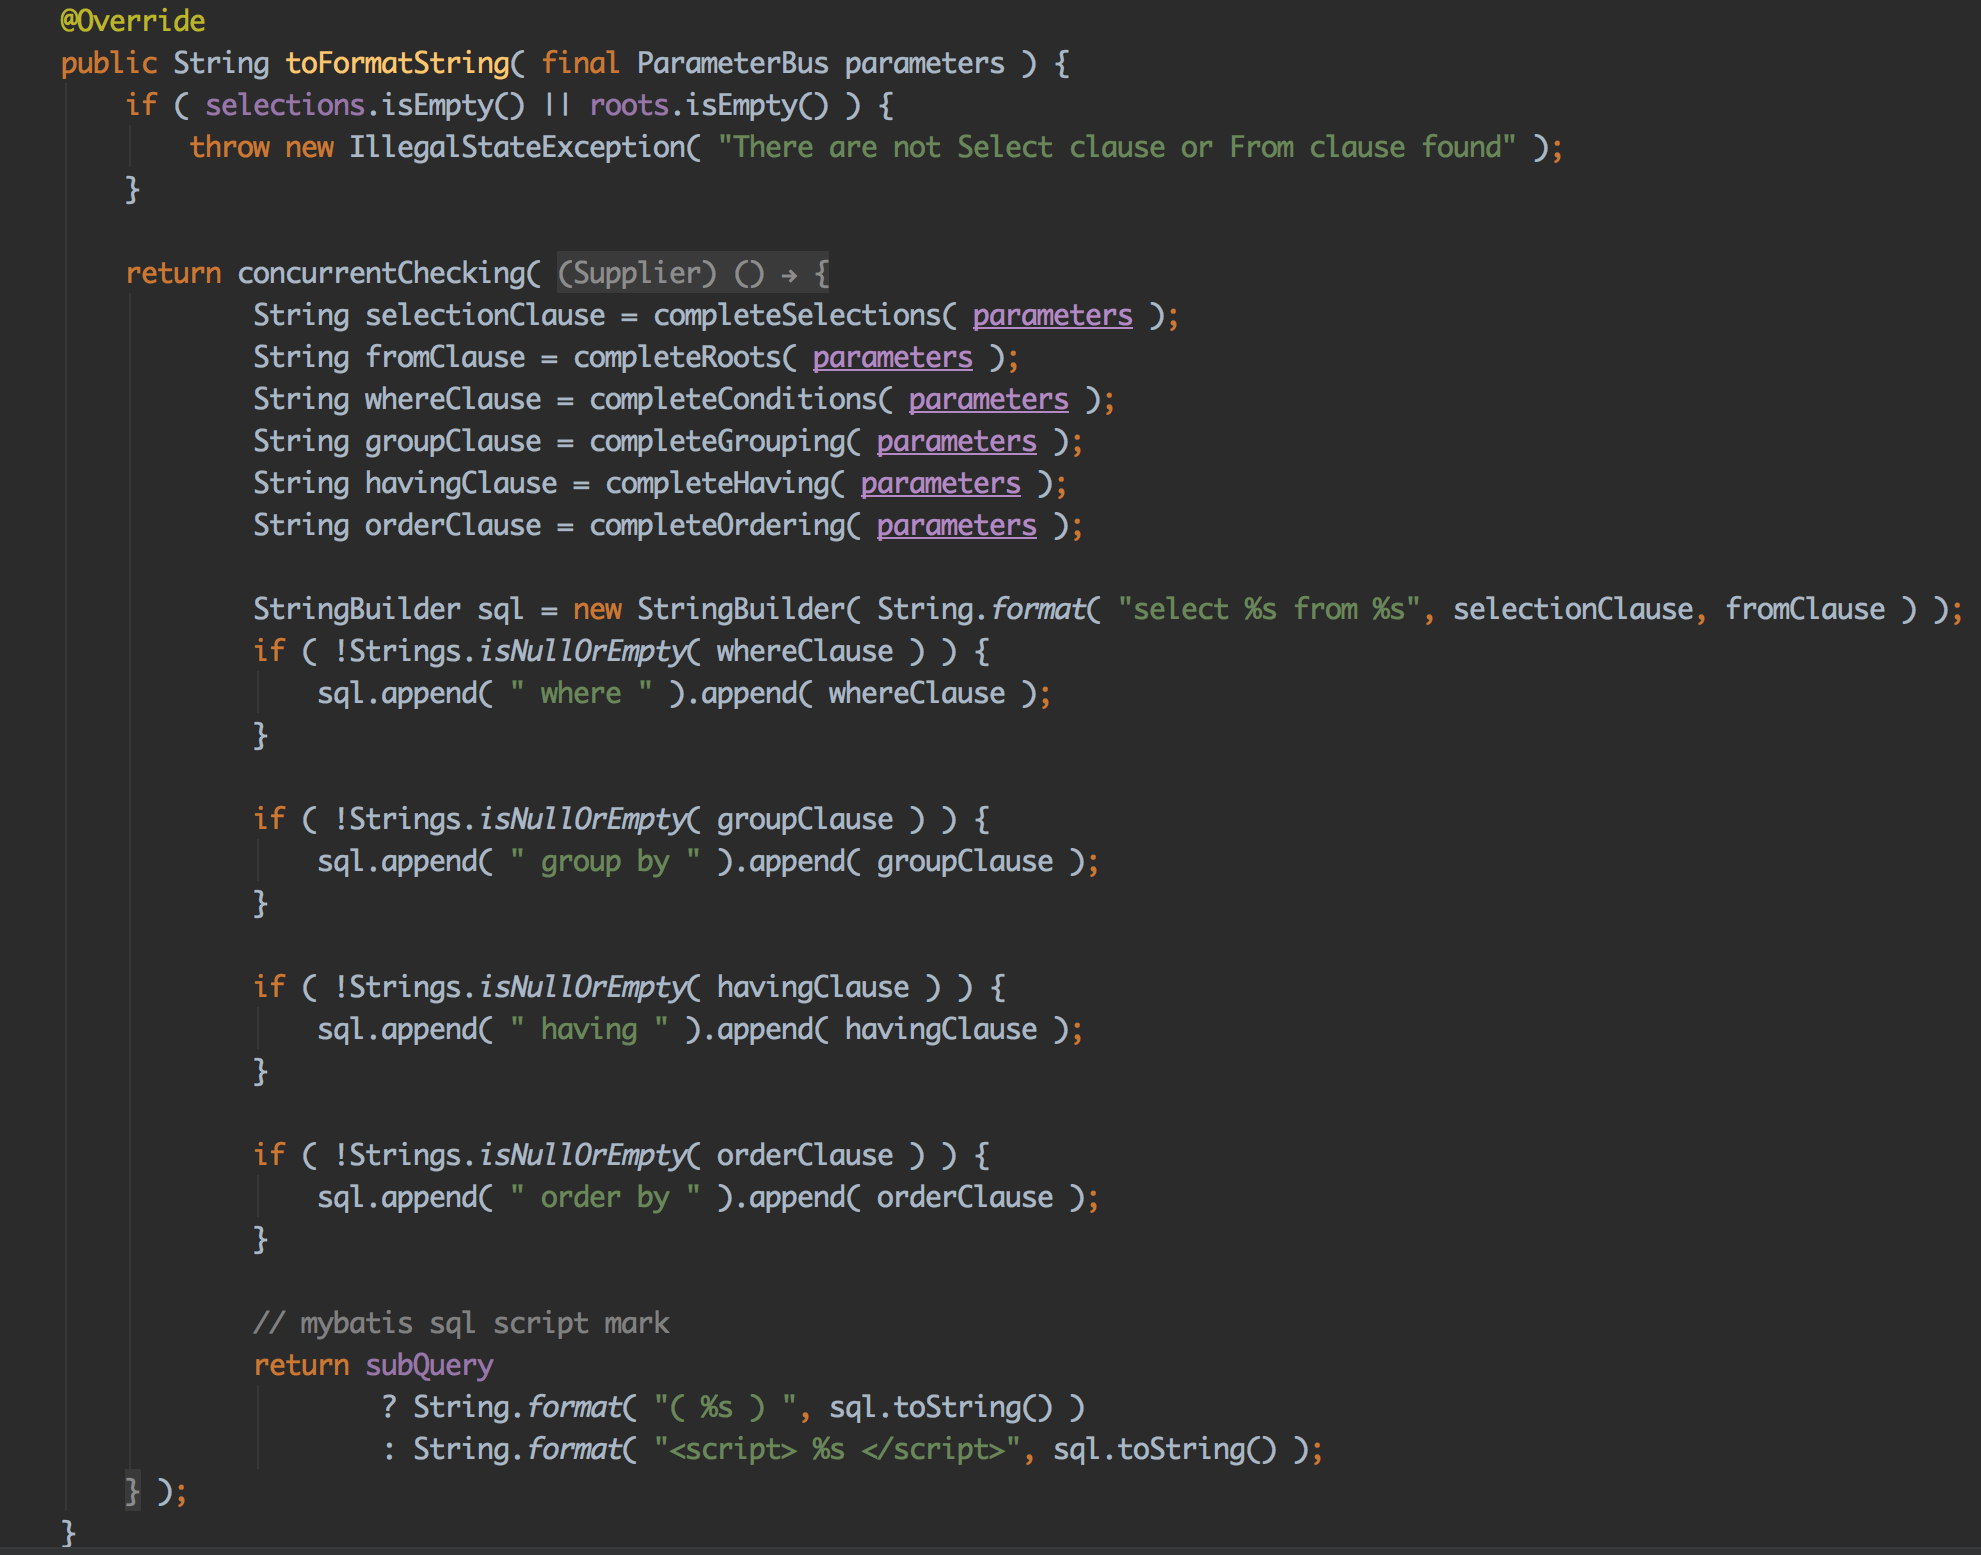 @Override
public String toFormatString( final ParameterBus parameters ) {
    if ( selections.isEmpty() || roots.isEmpty() ) {
        throw new IllegalStateException( "There are not Select clause or From clause found" );
    }
    return concurrentChecking( (Supplier) () → {
            String selectionClause = completeSelections( parameters );
            String fromClause = completeRoots( parameters );
            String whereClause = completeConditions( parameters );
            String groupClause = completeGrouping( parameters );
            String havingClause = completeHaving( parameters );
            String orderClause = completeOrdering( parameters );
            StringBuilder sql = new StringBuilder( String.format( "select %s from %s", selectionClause, fromClause ) );
            if ( !Strings.isNullOrEmpty( whereClause ) ) {
                sql.append( " where " ).append( whereClause );
            }
            if ( !Strings.isNullOrEmpty( groupClause ) ) {
                sql.append( " group by " ).append( groupClause );
            }
            if ( !Strings.isNullOrEmpty( havingClause ) ) {
                sql.append( " having " ).append( havingClause );
            }
            if ( !Strings.isNullOrEmpty( orderClause ) ) {
                sql.append( " order by " ).append( orderClause );
            }
            // mybatis sql script mark
            return subQuery
                    ? String.format( "( %s ) ", sql.toString() )
                    : String.format( "<script> %s </script>", sql.toString() );
    } );
}